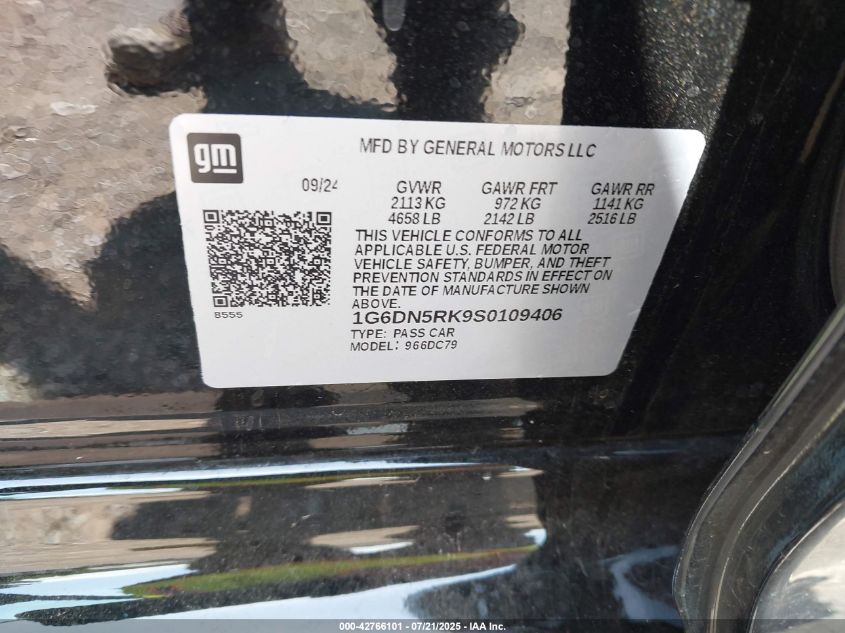 gm
MFD BY GENERAL MOTORS LLC
09/24 GVWR GAWR FRT GAWR RR
2113 KG 972 KG 1141 KG
4658 LB 2142 LB 2516 LB
THIS VEHICLE CONFORMS TO ALL
APPLICABLE U.S. FEDERAL MOTOR
VEHICLE SAFETY, BUMPER, AND THEFT
PREVENTION STANDARDS IN EFFECT ON
THE DATE OF MANUFACTURE SHOWN
ABOVE.
8555
1G6DN5RK9S0109406
TYPE: PASS CAR
MODEL: 966DC79
000-42766101 - 07/21/2025 - IAA Inc.